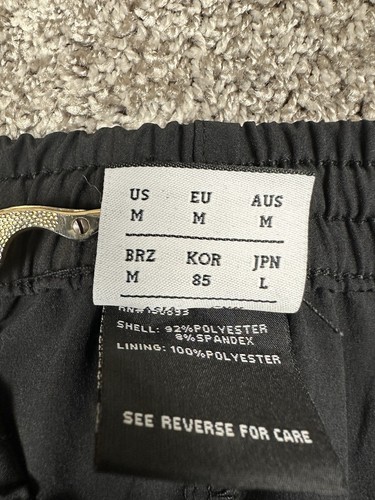 US EU AUS
M M M
BRZ KOR JPN
M 85 L
SHELL: 92%POLYESTER
8%SPANDEX
LINING: 100%POLYESTER
SEE REVERSE FOR CARE